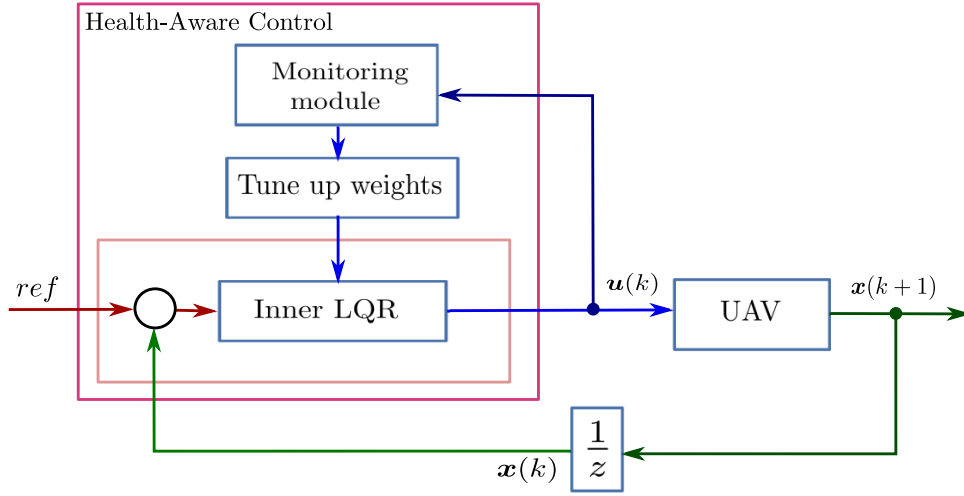 Health-Aware Control
Monitoring
module
Tune up weights
ref
Inner LQR
u(k)
UAV
x(k + 1)
x(k)
1
z